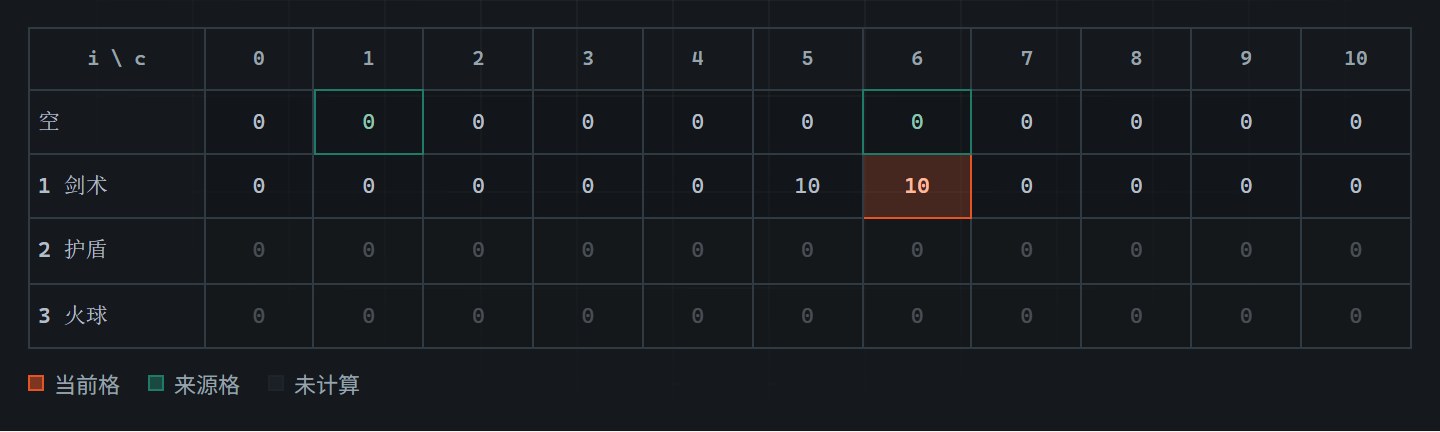 i \ c 0 1 2 3 4 5 6 7 8 9 10
空 0 0 0 0 0 0 0 0 0 0 0
1 剑术 0 0 0 0 0 10 10 0 0 0 0
2 护盾 0 0 0 0 0 0 0 0 0 0 0
3 火球 0 0 0 0 0 0 0 0 0 0 0
当前格 来源格 未计算